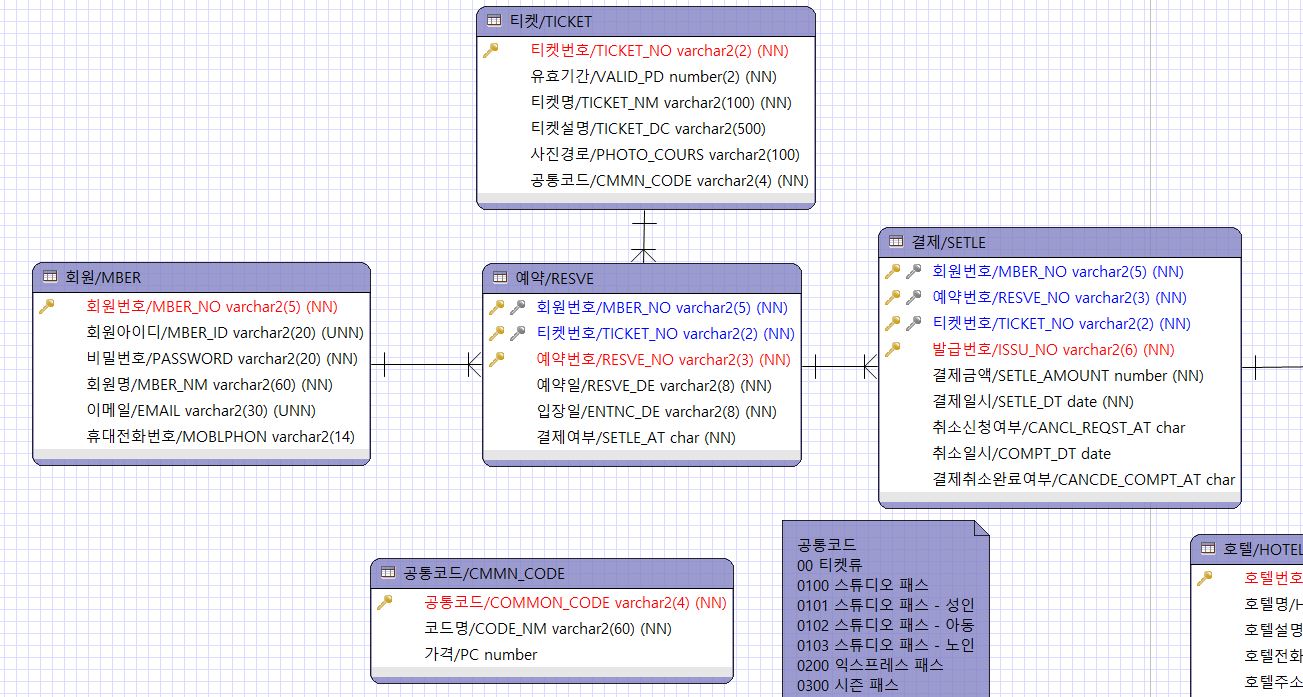 티켓/TICKET
티켓번호/TICKET_NO varchar2(2) (NN)
유효기간/VALID_PD number(2) (NN)
티켓명/TICKET_NM varchar2(100) (NN)
티켓설명/TICKET_DC varchar2(500)
사진경로/PHOTO_COURS varchar2(100)
공통코드/CMMN_CODE varchar2(4) (NN)
회원/MBER
회원번호/MBER_NO varchar2(5) (NN)
회원아이디/MBER_ID varchar2(20) (UNN)
비밀번호/PASSWORD varchar2(20) (NN)
회원명/MBER_NM varchar2(60) (NN)
이메일/EMAIL varchar2(30) (UNN)
휴대전화번호/MOBLPHON varchar2(14)
예약/RESVE
회원번호/MBER_NO varchar2(5) (NN)
티켓번호/TICKET_NO varchar2(2) (NN)
예약번호/RESVE_NO varchar2(3) (NN)
예약일/RESVE_DE varchar2(8) (NN)
입장일/ENTNC_DE varchar2(8) (NN)
결제여부/SETLE_AT char (NN)
결제/SETLE
회원번호/MBER_NO varchar2(5) (NN)
예약번호/RESVE_NO varchar2(3) (NN)
티켓번호/TICKET_NO varchar2(2) (NN)
발급번호/ISSU_NO varchar2(6) (NN)
결제금액/SETLE_AMOUNT number (NN)
결제일시/SETLE_DT date (NN)
취소신청여부/CANCL_REQST_AT char
취소일시/COMPT_DT date
결제취소완료여부/CANCDE_COMPT_AT char
공통코드/CMMN_CODE
공통코드/COMMON_CODE varchar2(4) (NN)
코드명/CODE_NM varchar2(60) (NN)
가격/PC number
공통코드
00 티켓류
0100 스튜디오 패스
0101 스튜디오 패스 - 성인
0102 스튜디오 패스 - 아동
0103 스튜디오 패스 - 노인
0200 익스프레스 패스
0300 시즌 패스
호텔/HOTEL
호텔번호
호텔명/H
호텔설명
호텔전화
호텔주소